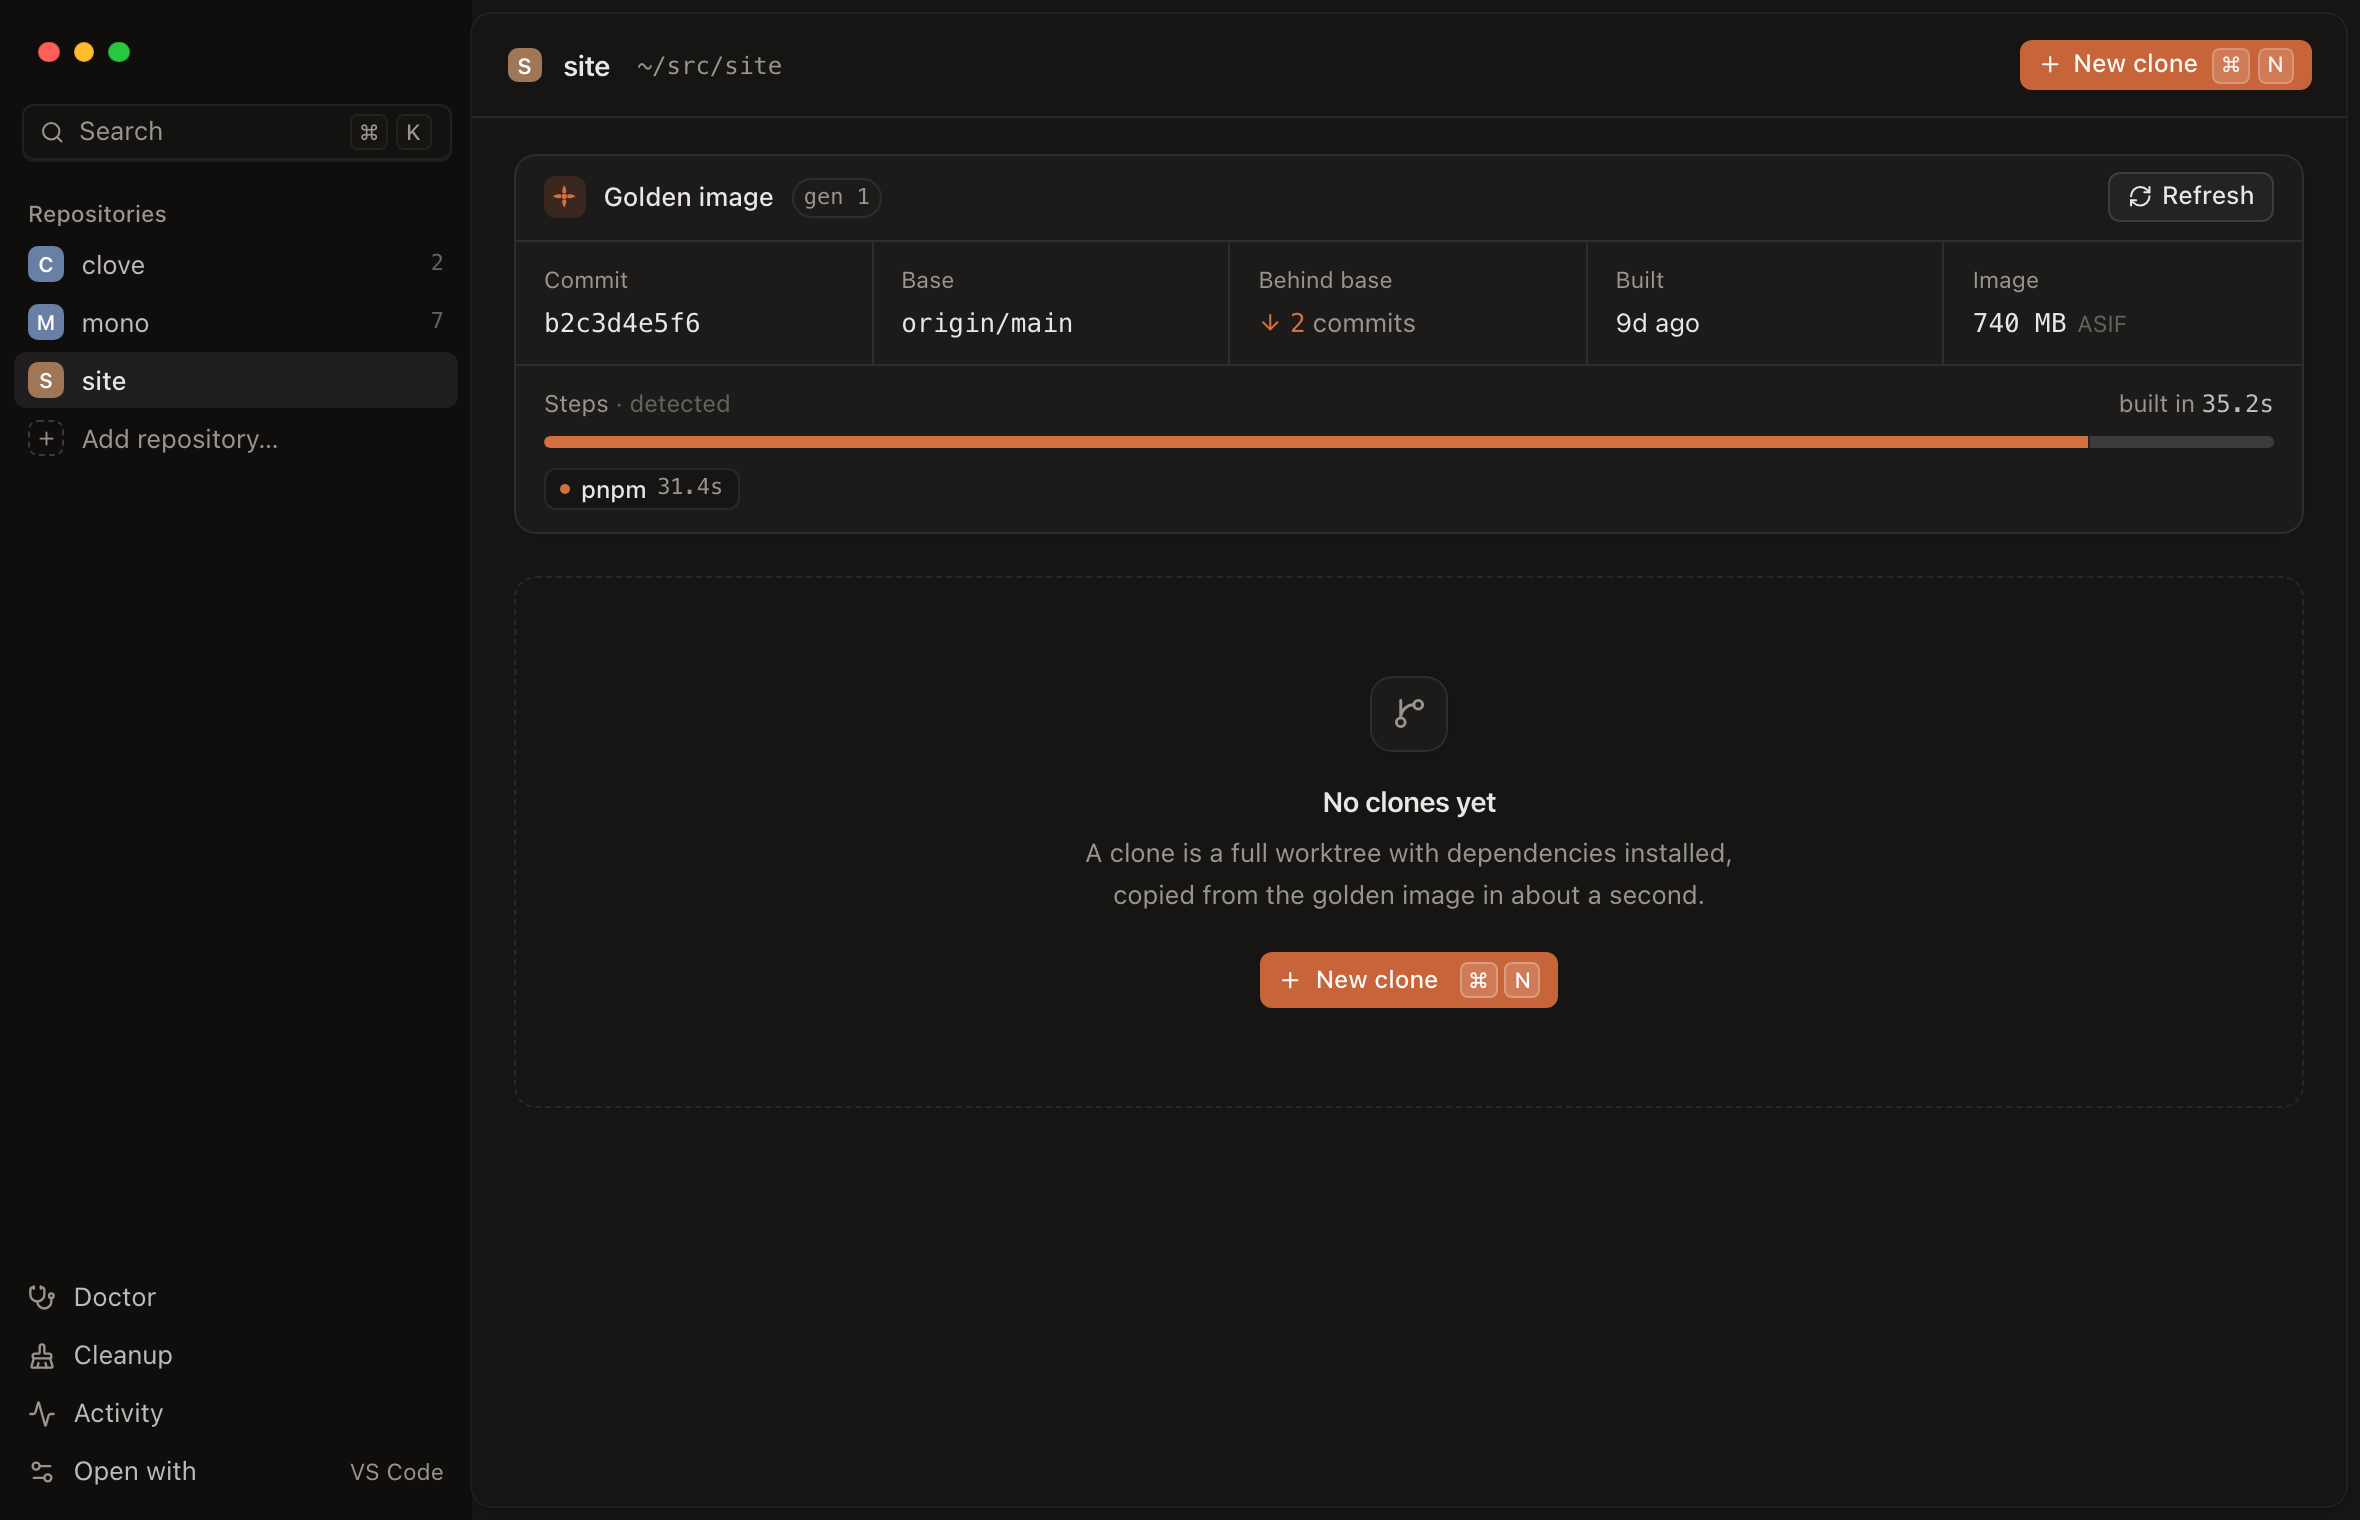 S site ~/src/site
+ New clone ⌘ N
Search ⌘ K
Repositories
C clove 2
M mono 7
S site
+ Add repository...
Golden image gen 1
Refresh
Commit
b2c3d4e5f6
Base
origin/main
Behind base
↓ 2 commits
Built
9d ago
Image
740 MB ASIF
Steps · detected
built in 35.2s
pnpm 31.4s
No clones yet
A clone is a full worktree with dependencies installed,
copied from the golden image in about a second.
+ New clone ⌘ N
Doctor
Cleanup
Activity
Open with VS Code